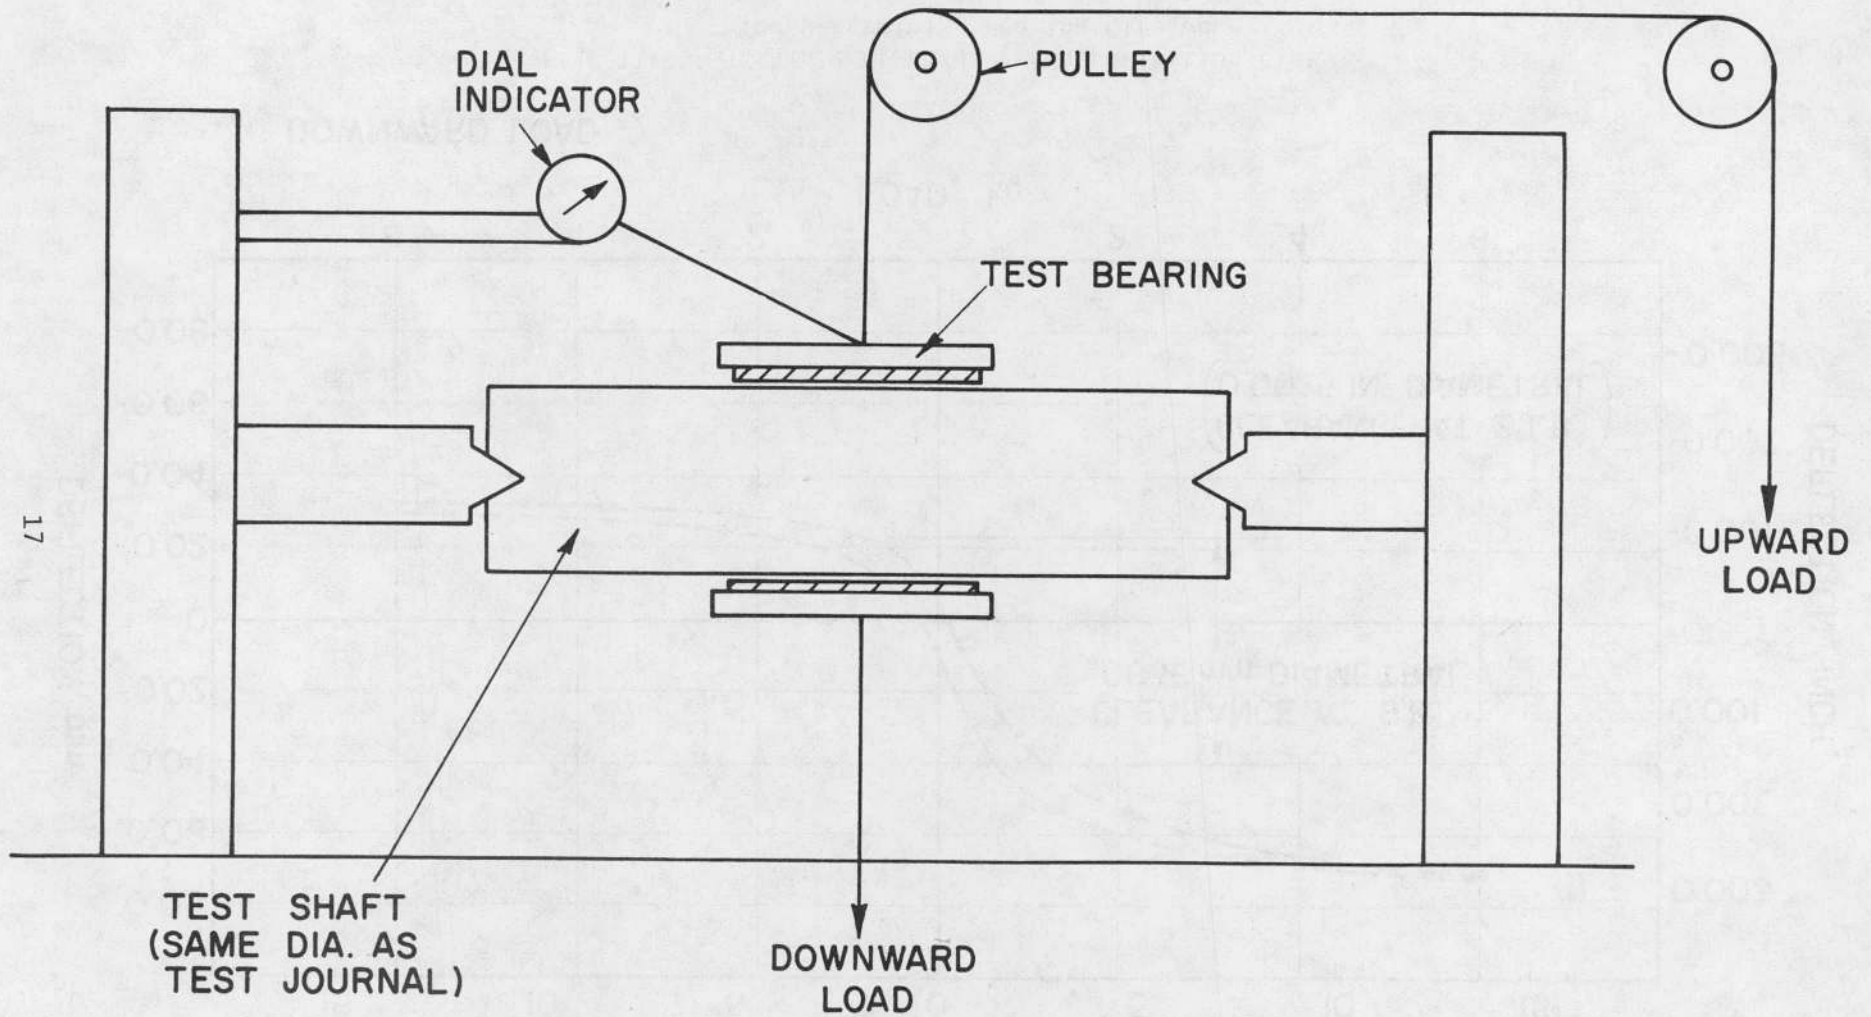 DIAL
INDICATOR
PULLEY
TEST BEARING
UPWARD
LOAD
17
TEST SHAFT
(SAME DIA. AS
TEST JOURNAL)
DOWNWARD
LOAD